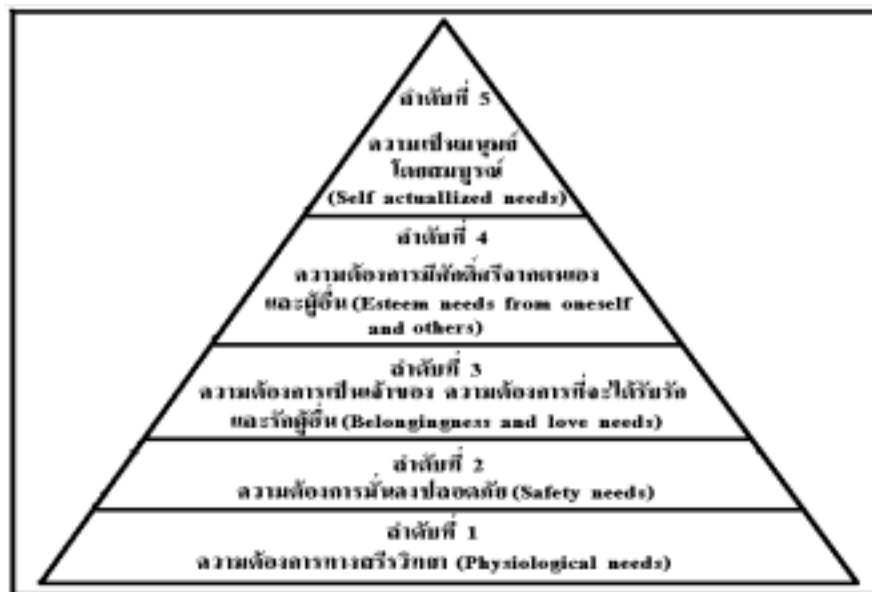 ลำดับที่ 5
ความเป็นมนุษย์
โดยสมบูรณ์
(Self actuallized needs)
ลำดับที่ 4
ความต้องการมีศักดิ์ศรีจากตนเอง
และผู้อื่น (Esteem needs from oneself
and others)
ลำดับที่ 3
ความต้องการเป็นเจ้าของ ความต้องการที่จะได้รับรัก
และรักผู้อื่น (Belongingness and love needs)
ลำดับที่ 2
ความต้องการมั่นคงปลอดภัย (Safety needs)
ลำดับที่ 1
ความต้องการทางสรีรวิทยา (Physiological needs)